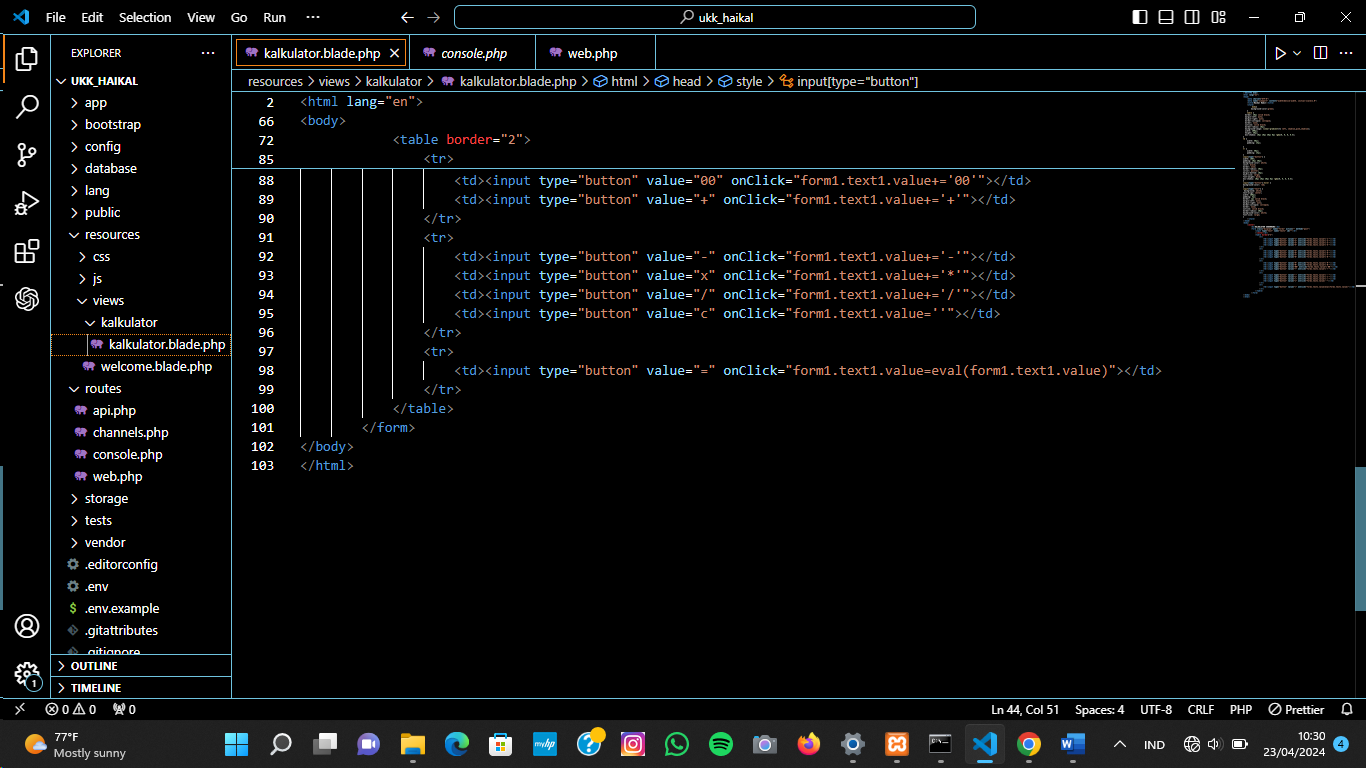 File Edit Selection View Go Run ··· ukk_haikal
EXPLORER ···
kalkulator.blade.php console.php web.php
UKK_HAIKAL
resources > views > kalkulator > kalkulator.blade.php > html > head > style > input[type="button"]
app
bootstrap
config
database
lang
public
resources
css
js
views
kalkulator
kalkulator.blade.php
welcome.blade.php
routes
api.php
channels.php
console.php
web.php
storage
tests
vendor
.editorconfig
.env
$ .env.example
.gitattributes
.gitignore
OUTLINE
TIMELINE
2 <html lang="en">
66 <body>
72 <table border="2">
85 <tr>
88 <td><input type="button" value="00" onClick="form1.text1.value+='00'"></td>
89 <td><input type="button" value="+" onClick="form1.text1.value+='+'"></td>
90 </tr>
91 <tr>
92 <td><input type="button" value="-" onClick="form1.text1.value+='-'"></td>
93 <td><input type="button" value="x" onClick="form1.text1.value+='*'"></td>
94 <td><input type="button" value="/" onClick="form1.text1.value+='/'"></td>
95 <td><input type="button" value="c" onClick="form1.text1.value=''"></td>
96 </tr>
97 <tr>
98 <td><input type="button" value="=" onClick="form1.text1.value=eval(form1.text1.value)"></td>
99 </tr>
100 </table>
101 </form>
102 </body>
103 </html>
1
0 0 0 Ln 44, Col 51 Spaces: 4 UTF-8 CRLF PHP Prettier
77°F
Mostly sunny
myhp
IND
10:30
23/04/2024
4